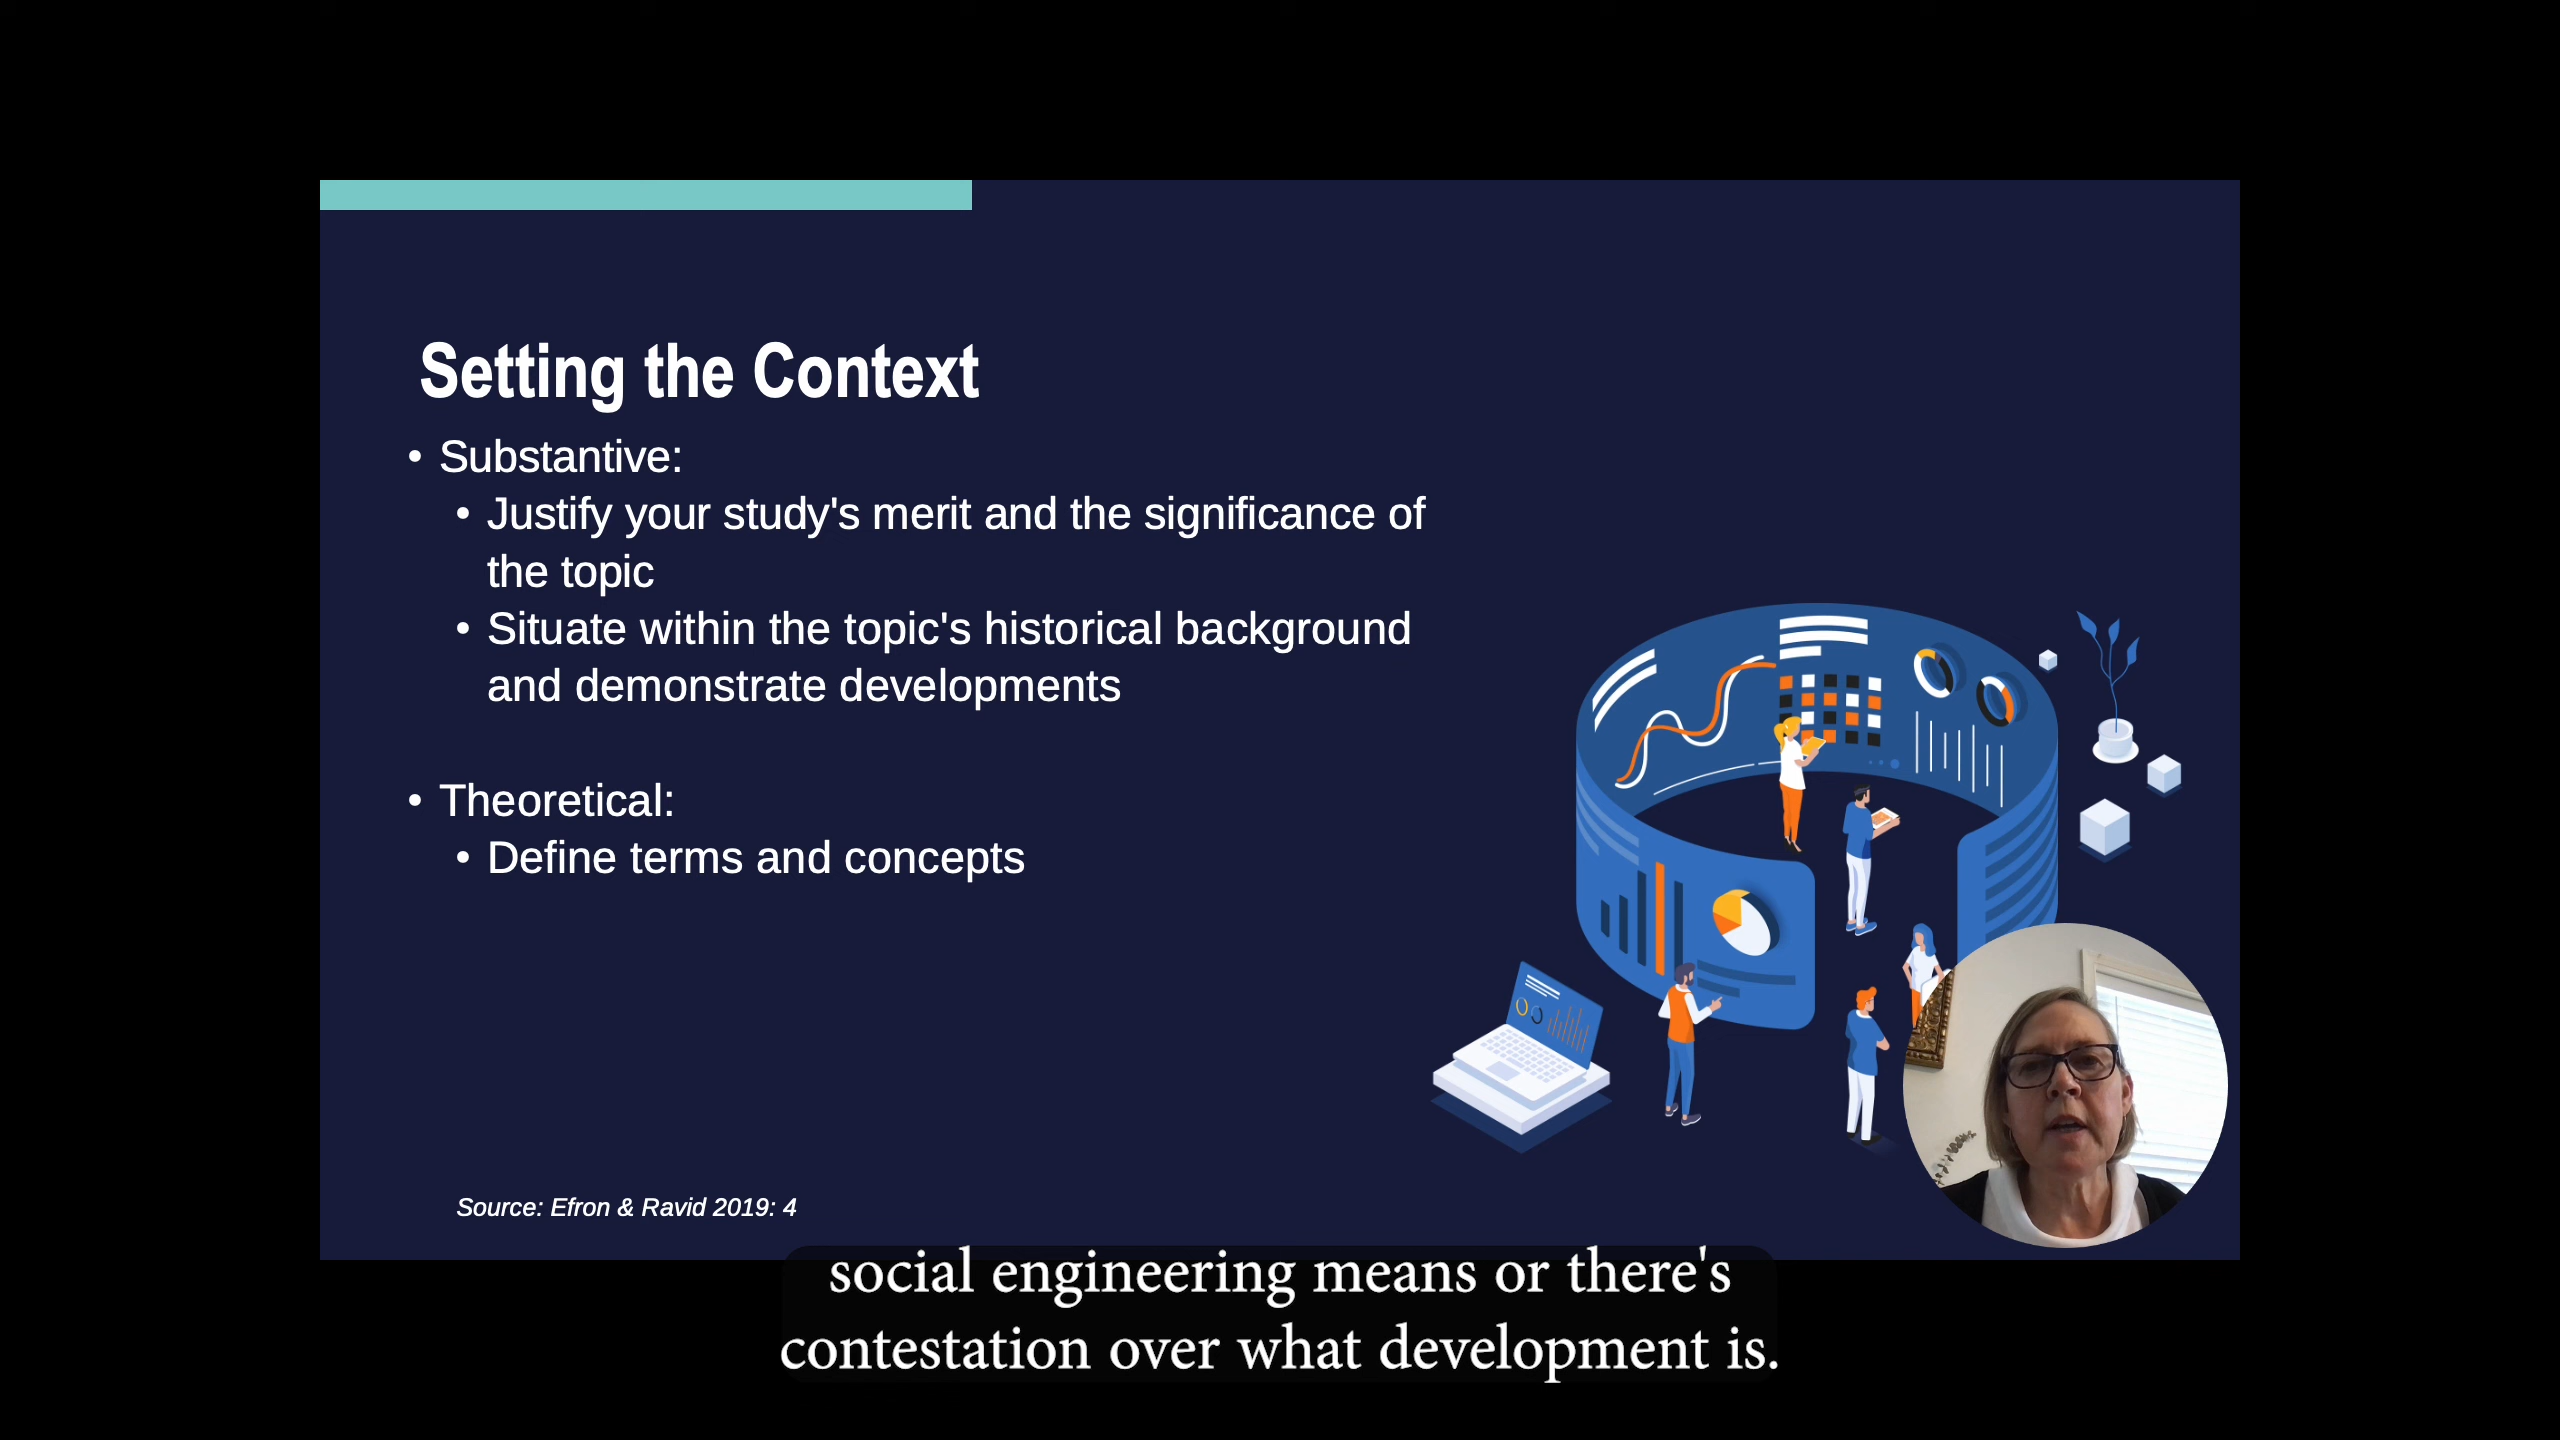 Setting the Context
• Substantive:
• Justify your study's merit and the significance of
the topic
• Situate within the topic's historical background
and demonstrate developments
• Theoretical:
• Define terms and concepts
Source: Efron & Ravid 2019: 4
social engineering means or there's
contestation over what development is.